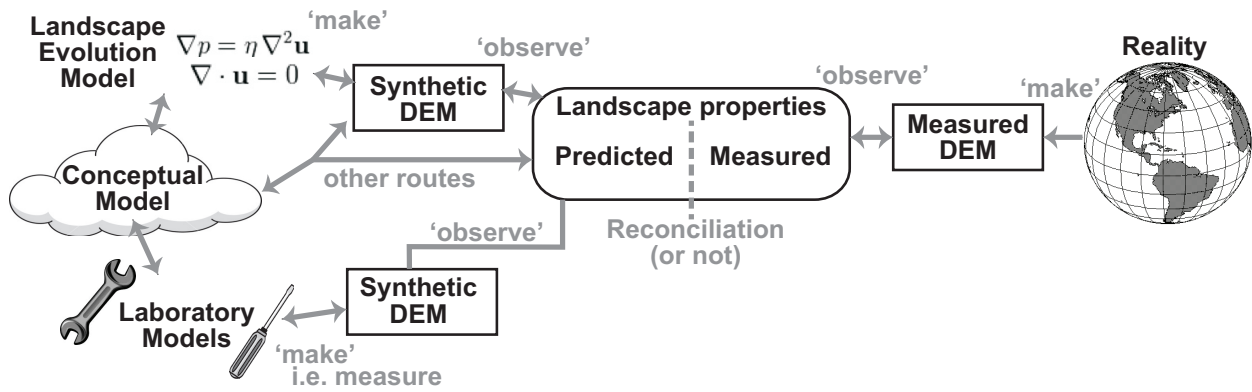 Landscape
Evolution
Model
‘make’
∇p = η ∇²u
∇ · u = 0
Synthetic
DEM
‘observe’
Landscape properties
Predicted
Measured
‘observe’
Measured
DEM
‘make’
Reality
Conceptual
Model
other routes
Reconciliation
(or not)
‘observe’
Synthetic
DEM
Laboratory
Models
‘make’
i.e. measure